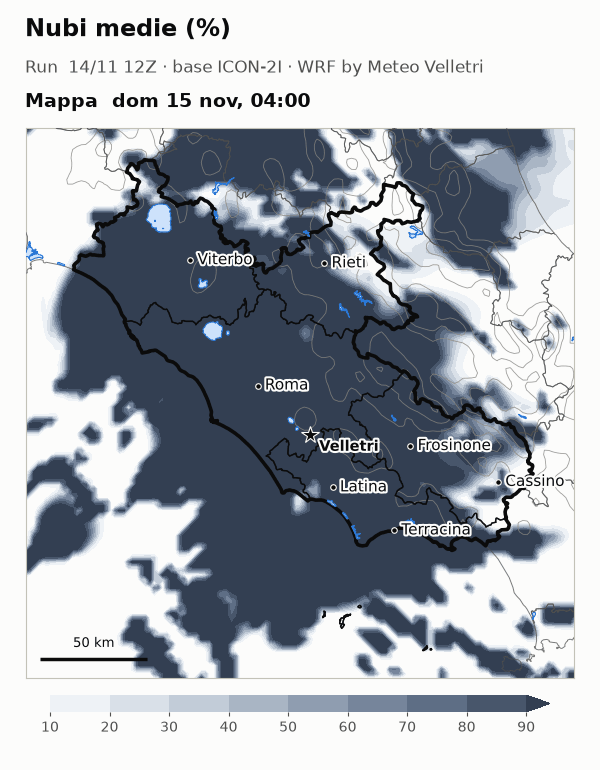 Nubi medie (%)
Run 14/11 12Z · base ICON-2I · WRF by Meteo Velletri
Mappa dom 15 nov, 04:00
Viterbo
Rieti
Roma
Velletri
Frosinone
Cassino
Latina
Terracina
50 km
10 20 30 40 50 60 70 80 90